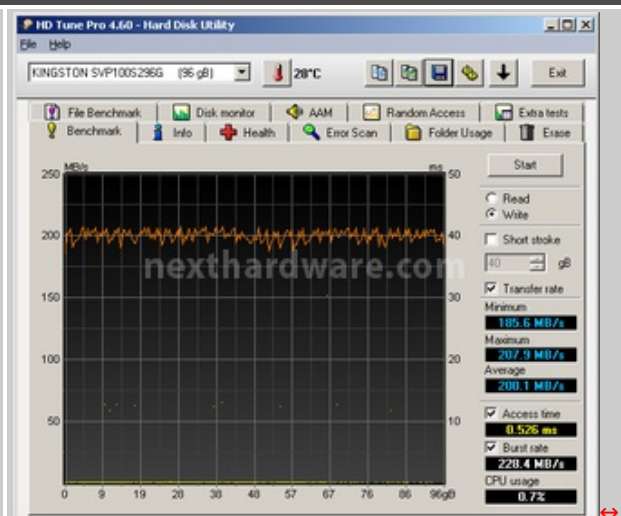 HD Tune Pro 4.60 - Hard Disk Utility
File Help
KINGSTON SVP100S296G (96 gB) 28°C Exit
File Benchmark Disk monitor AAM Random Access Extra tests
Benchmark Info Health Error Scan Folder Usage Erase
MB/s ms Start
250 50
Read
Write
200 40 Short stroke
40 gB
nexthardware.com
Transfer rate
150 30 Minimum
185.6 MB/s
Maximum
207.9 MB/s
100 20 Average
200.1 MB/s
50 10 Access time
0.526 ms
Burst rate
228.4 MB/s
CPU usage
0 9 19 28 38 48 57 67 76 86 96gB 0.7%